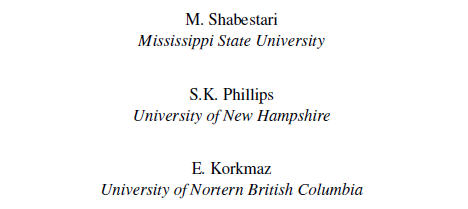 M. Shabestari
Mississippi State University
S.K. Phillips
University of New Hampshire
E. Korkmaz
University of Nortern British Columbia